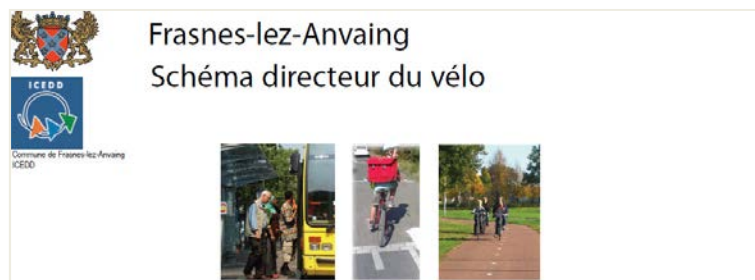 Frasnes-lez-Anvaing
Schéma directeur du vélo
ICEDD
Commune de Frasnes-lez-Anvaing
ICEDD